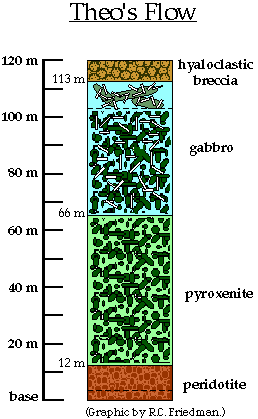 Theo's Flow
120 m
113 m
hyaloclastic
breccia
100 m
gabbro
80 m
66 m
60 m
40 m
pyroxenite
20 m
12 m
peridotite
base
(Graphic by R.C. Friedman.)